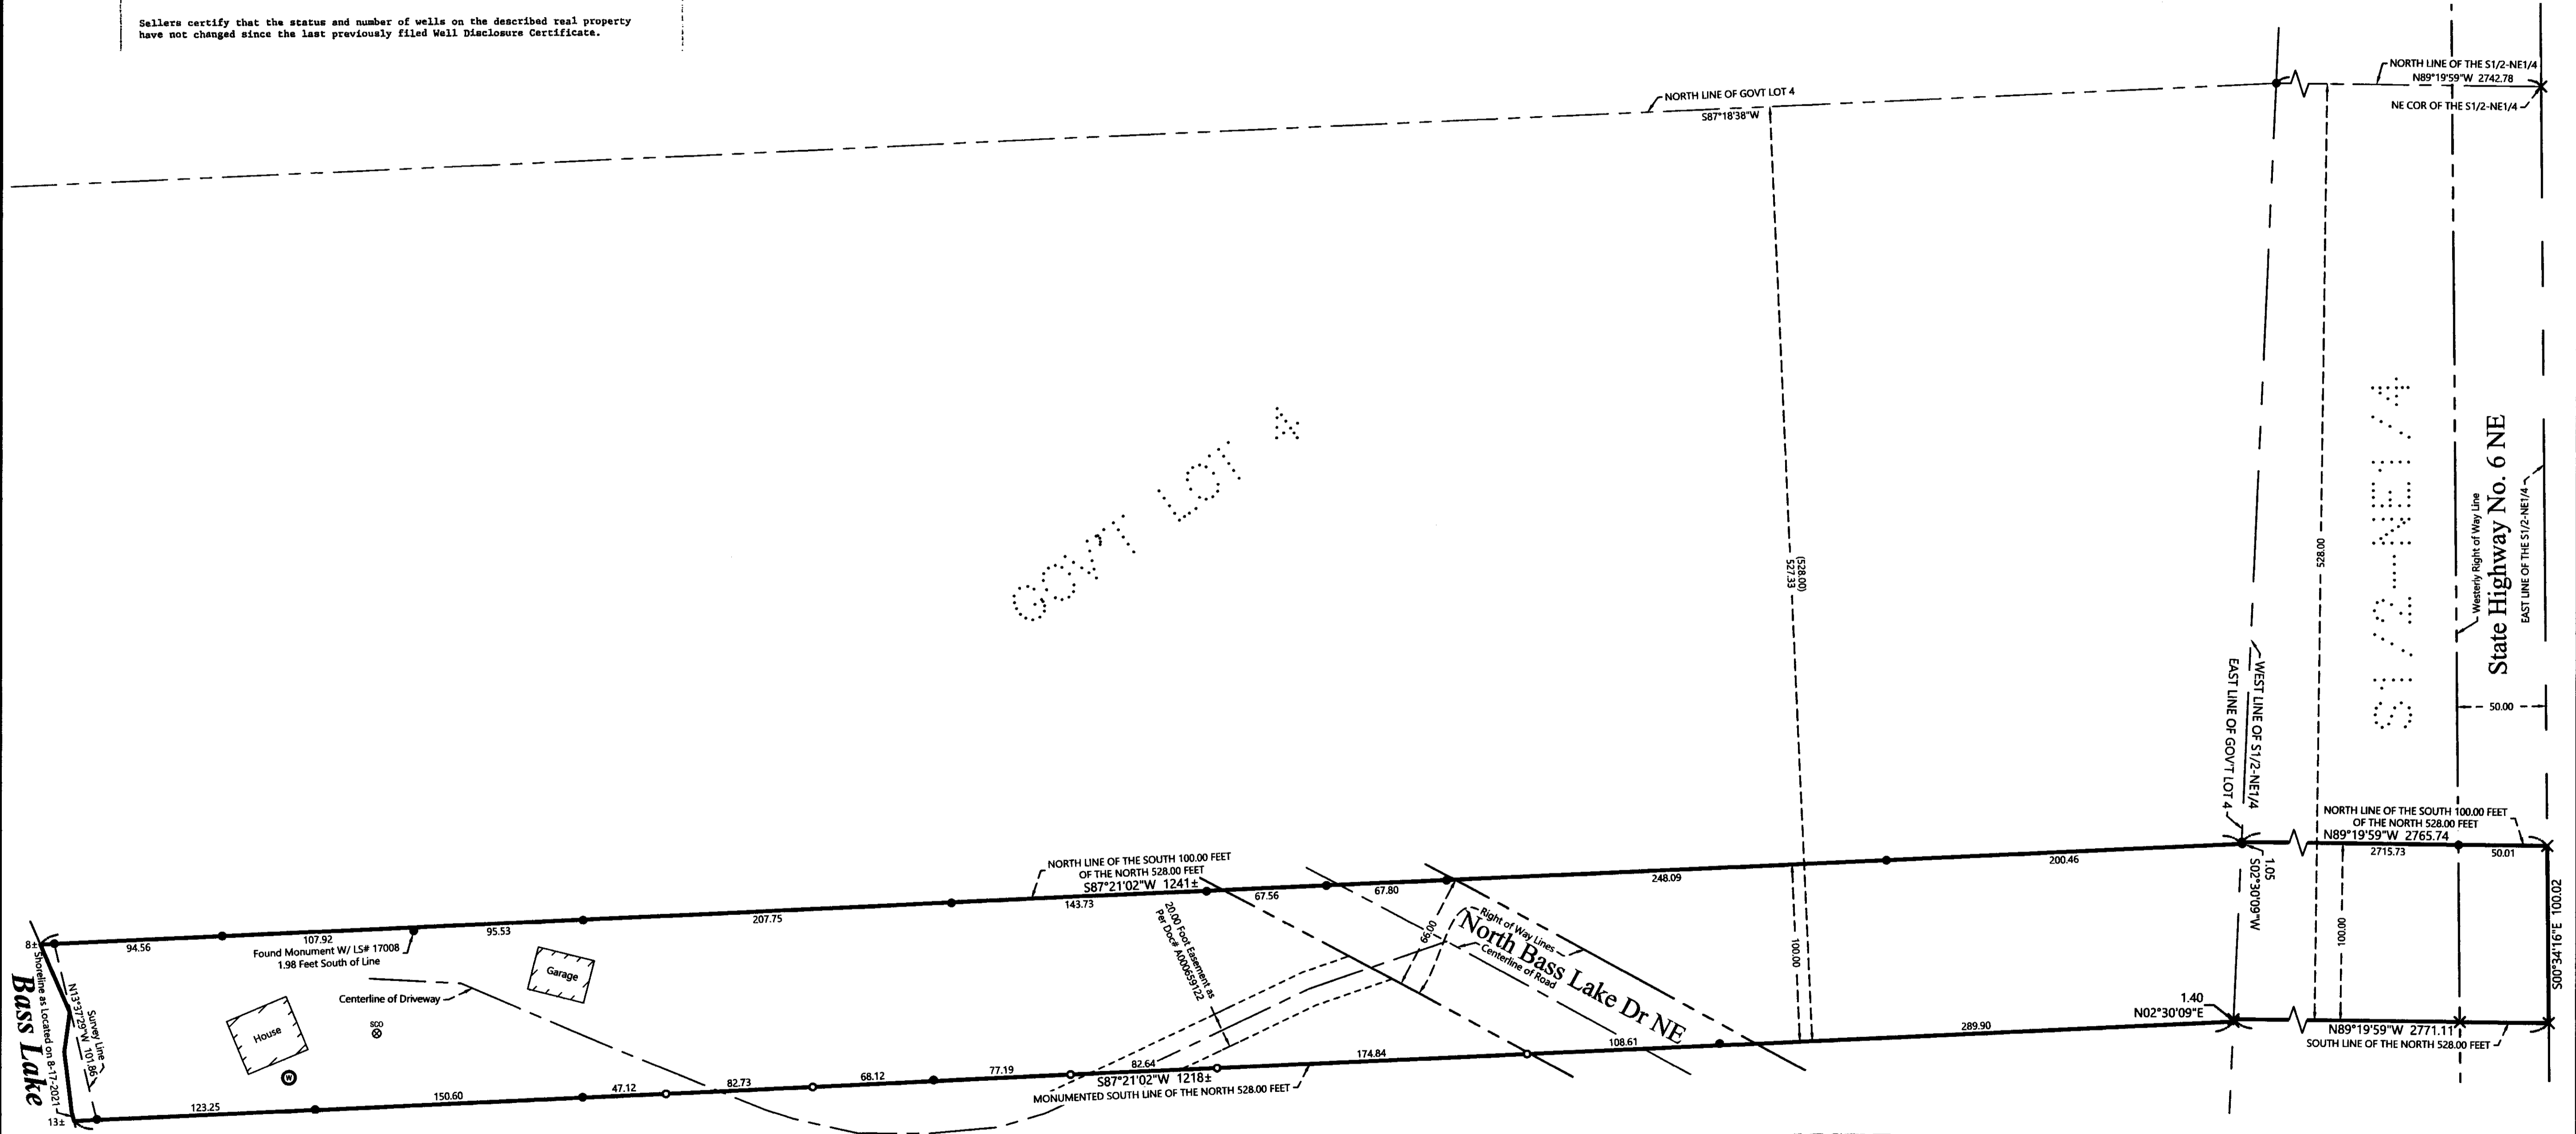 Sellers certify that the status and number of wells on the described real property
have not changed since the last previously filed Well Disclosure Certificate.
NORTH LINE OF THE S1/2-NE1/4
N89°19'59"W 2742.78
NE COR OF THE S1/2-NE1/4
NORTH LINE OF GOVT LOT 4
S87°18'38"W
GOV'T LOT 4
(528.00)
527.33
528.00
S1/2-NE1/4
Westerly Right of Way Line
State Highway No. 6 NE
EAST LINE OF THE S1/2-NE1/4
50.00
WEST LINE OF S1/2-NE1/4
EAST LINE OF GOV'T LOT 4
NORTH LINE OF THE SOUTH 100.00 FEET
OF THE NORTH 528.00 FEET
N89°19'59"W 2765.74
2715.73
50.01
1.05
S02°30'09"W
100.00
S00°34'16"E 100.02
200.46
248.09
NORTH LINE OF THE SOUTH 100.00 FEET
OF THE NORTH 528.00 FEET
S87°21'02"W 1241±
143.73
67.56
67.80
207.75
95.53
107.92
94.56
8±
Found Monument W/ LS# 17008
1.98 Feet South of Line
Garage
Centerline of Driveway
House
SCO
W
Shoreline as Located on 8-17-2021
Bass Lake
Survey Line
N13°37'29"W 101.86
13±
20.00 Foot Easement as
Per Doc# A000659122
66.00
Right of Way Lines
North Bass Lake Dr NE
Centerline of Road
100.00
1.40
N02°30'09"E
N89°19'59"W 2771.11
SOUTH LINE OF THE NORTH 528.00 FEET
289.90
108.61
174.84
82.64
S87°21'02"W 1218±
MONUMENTED SOUTH LINE OF THE NORTH 528.00 FEET
77.19
68.12
82.73
47.12
150.60
123.25